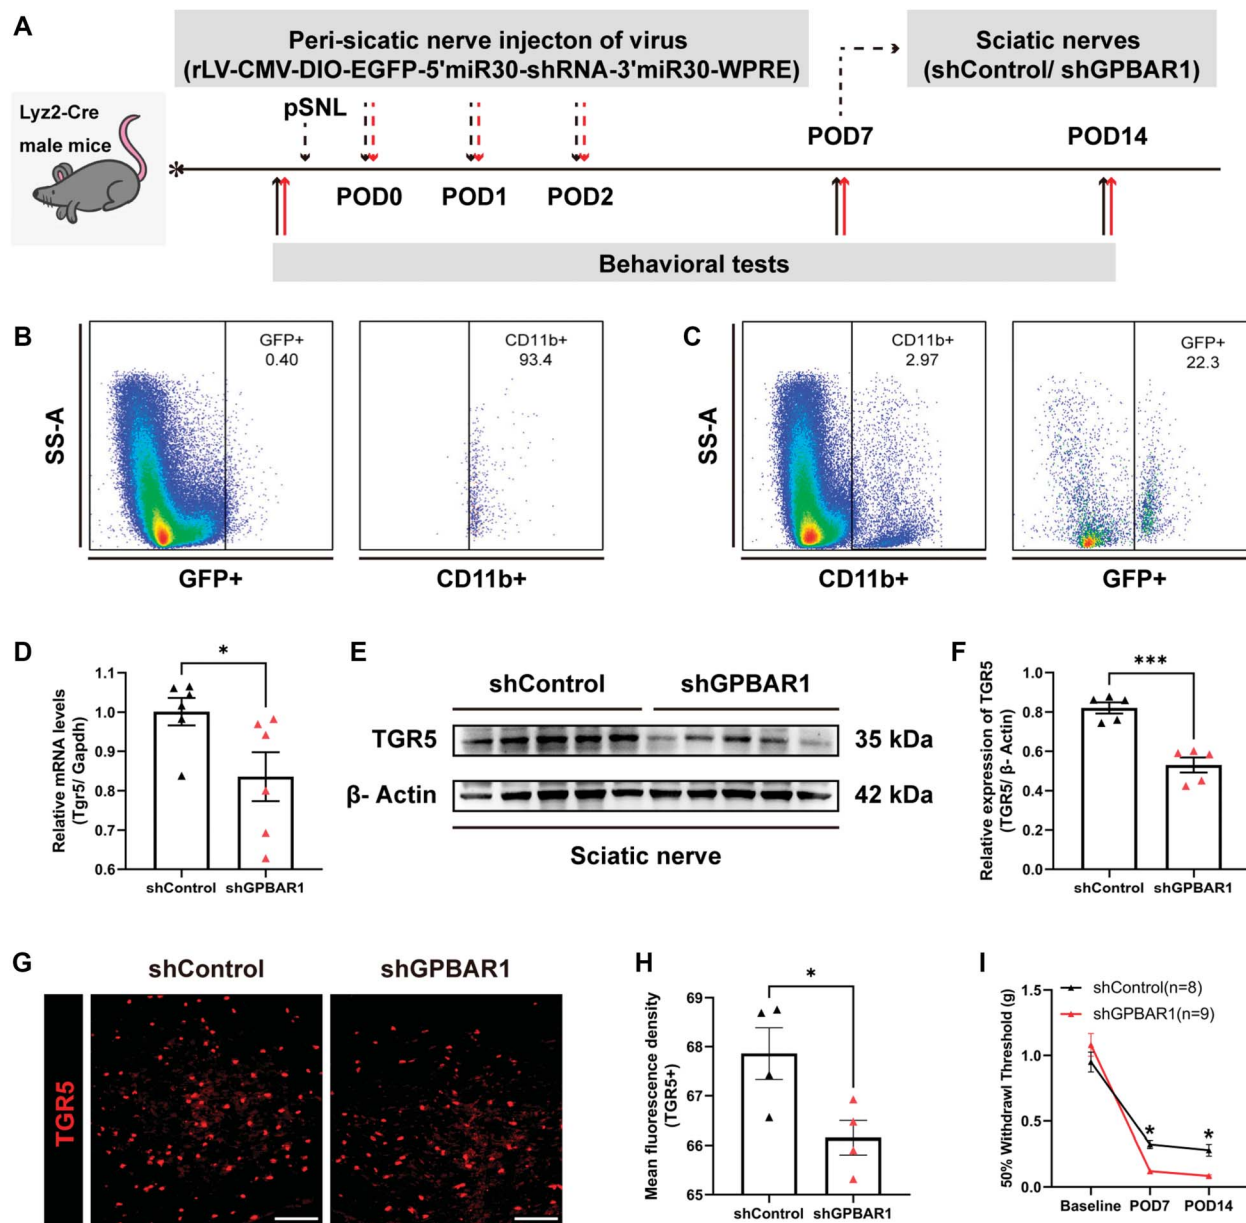 A
Peri-sicatic nerve injecton of virus
(rLV-CMV-DIO-EGFP-5'miR30-shRNA-3'miR30-WPRE)
Sciatic nerves
(shControl/ shGPBAR1)
Lyz2-Cre
male mice
pSNL
*
POD0
POD1
POD2
POD7
POD14
Behavioral tests
B
SS-A
GFP+
0.40
GFP+
CD11b+
93.4
CD11b+
C
SS-A
CD11b+
2.97
CD11b+
GFP+
22.3
GFP+
D
Relative mRNA levels
(Tgr5/ Gapdh)
1.1
1.0
0.9
0.8
0.7
0.6
*
shControl
shGPBAR1
E
shControl
shGPBAR1
TGR5
35 kDa
β- Actin
42 kDa
Sciatic nerve
F
Relative expression of TGR5
(TGR5/ β- Actin)
1.0
0.8
0.6
0.4
0.2
0.0
***
shControl
shGPBAR1
G
shControl
shGPBAR1
TGR5
H
Mean fluorescence density
(TGR5+)
69
68
67
66
65
*
shControl
shGPBAR1
I
50% Withdrawl Threshold (g)
1.5
1.0
0.5
0.0
shControl(n=8)
shGPBAR1(n=9)
*
*
Baseline
POD7
POD14